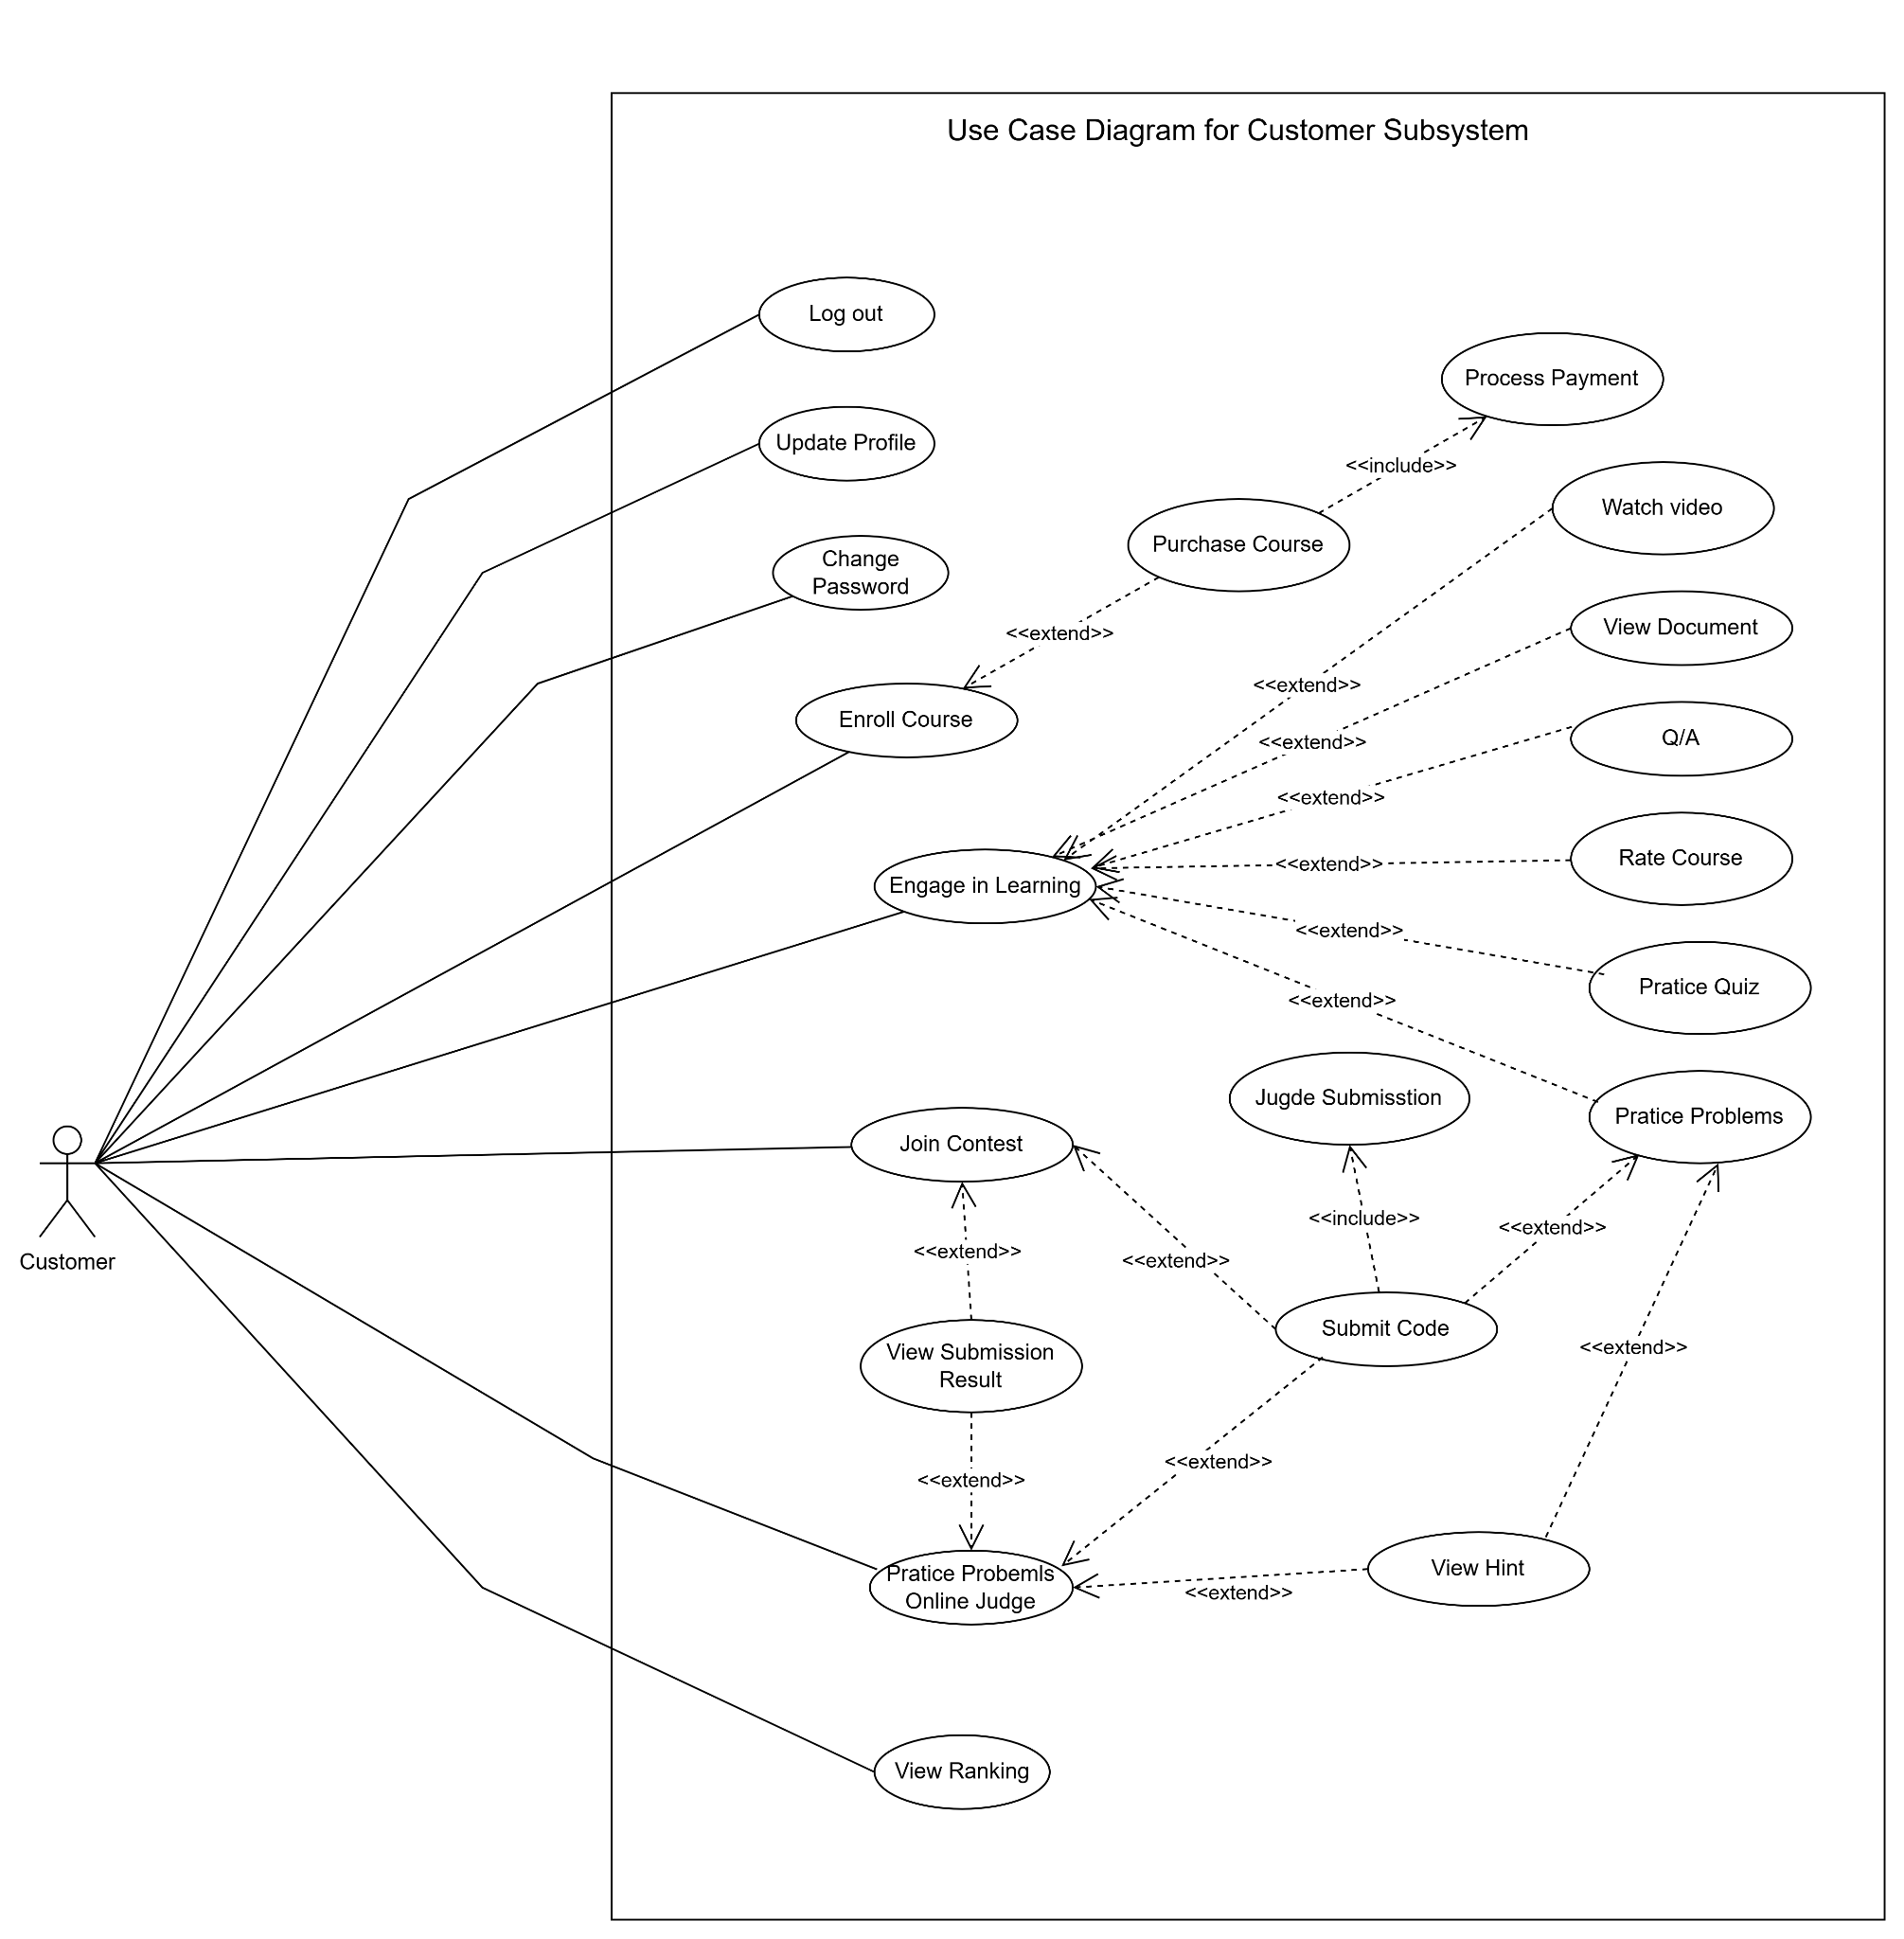 Use Case Diagram for Customer Subsystem
Log out
Process Payment
Update Profile
<<include>>
Watch video
Purchase Course
Change
Password
View Document
<<extend>>
<<extend>>
Enroll Course
Q/A
<<extend>>
<<extend>>
Rate Course
<<extend>>
Engage in Learning
<<extend>>
Pratice Quiz
<<extend>>
Jugde Submisstion
Pratice Problems
Join Contest
<<include>>
<<extend>>
<<extend>>
<<extend>>
Customer
Submit Code
<<extend>>
View Submission
Result
<<extend>>
<<extend>>
View Hint
Pratice Probemls
Online Judge
<<extend>>
View Ranking